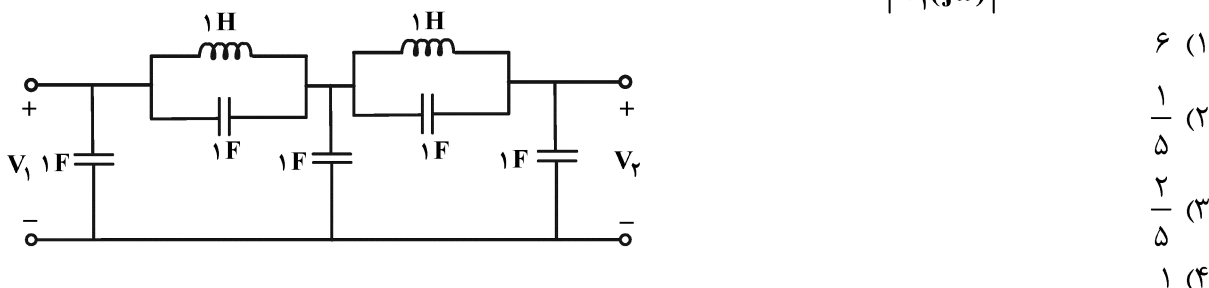 ۱H ۱H
۱F ۱F
+ +
V۱ ۱F ۱F ۱F V۲
− −
۱) ۶
۲) ۱/۵
۳) ۲/۵
۴) ۱